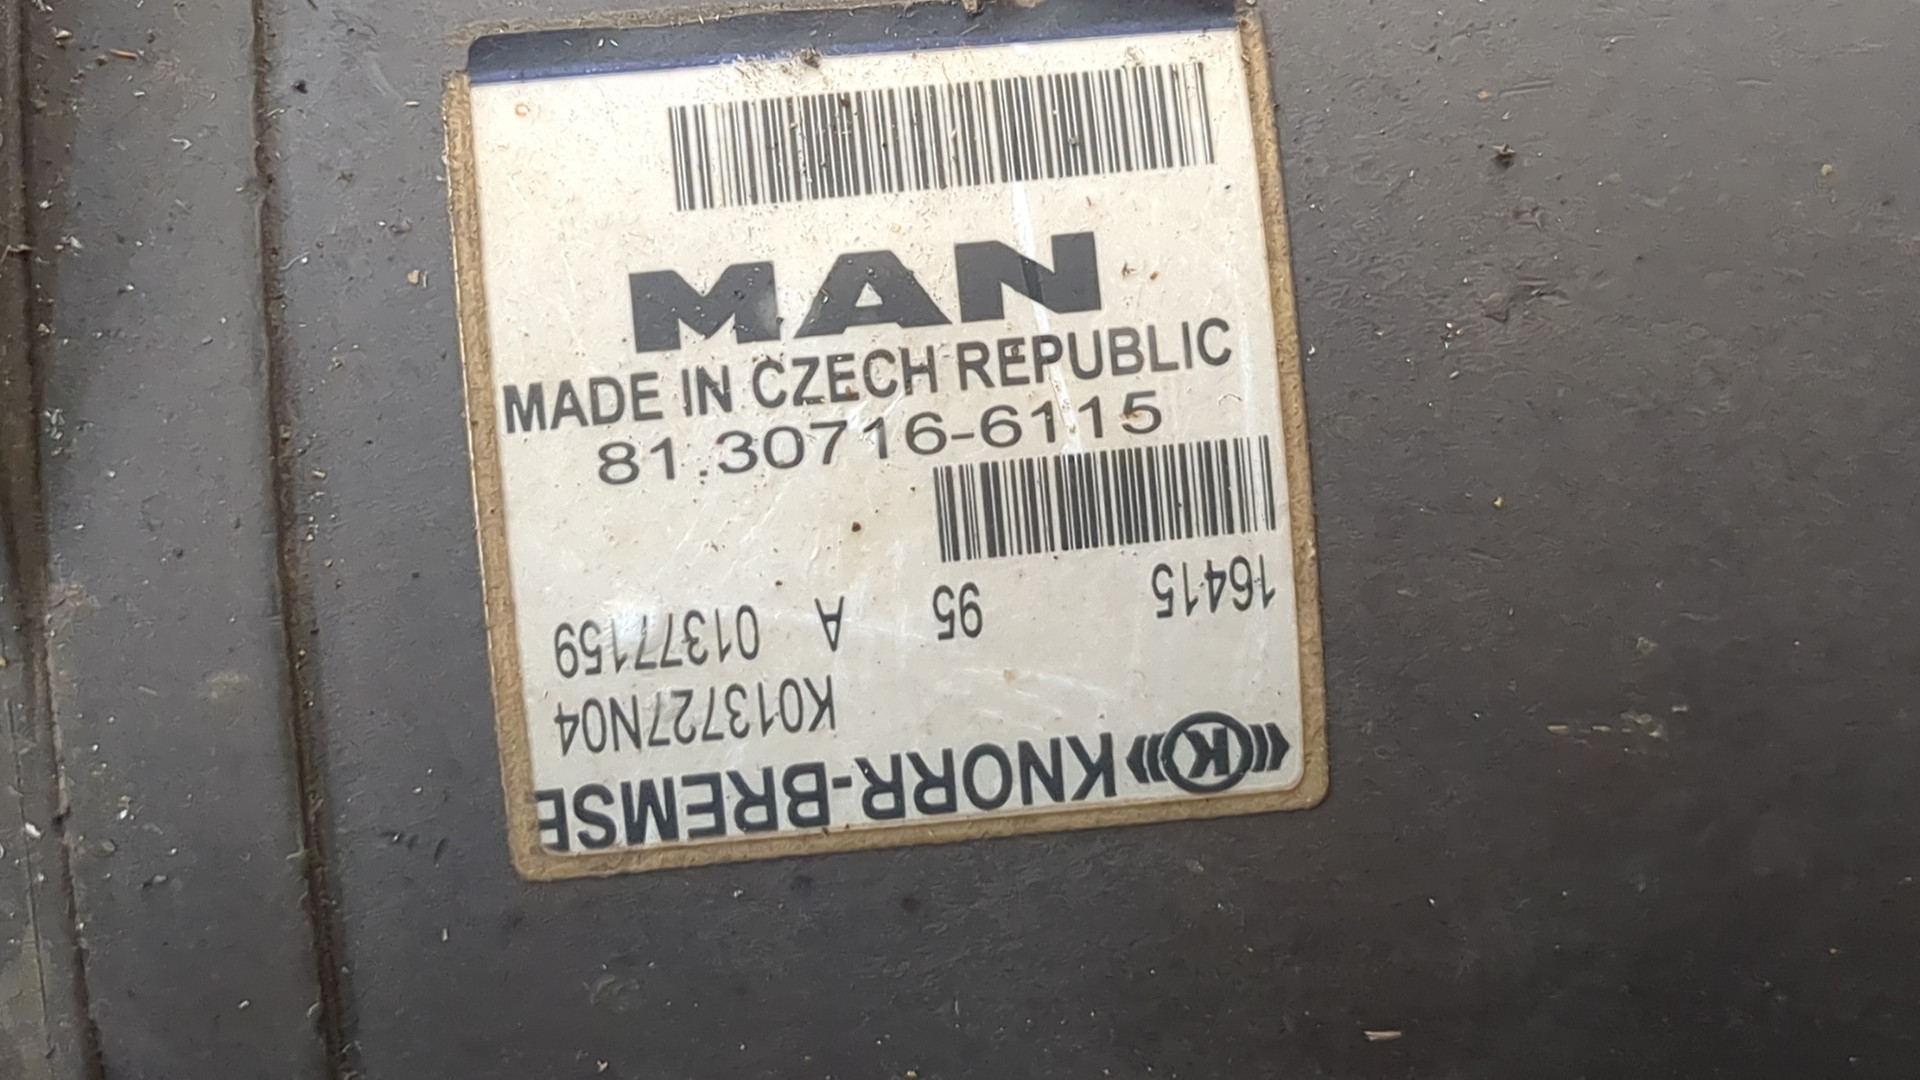 MAN
MADE IN CZECH REPUBLIC
81.30716-6115
KNORR-BREMSE
K013727N04
16415 95 A 01377159